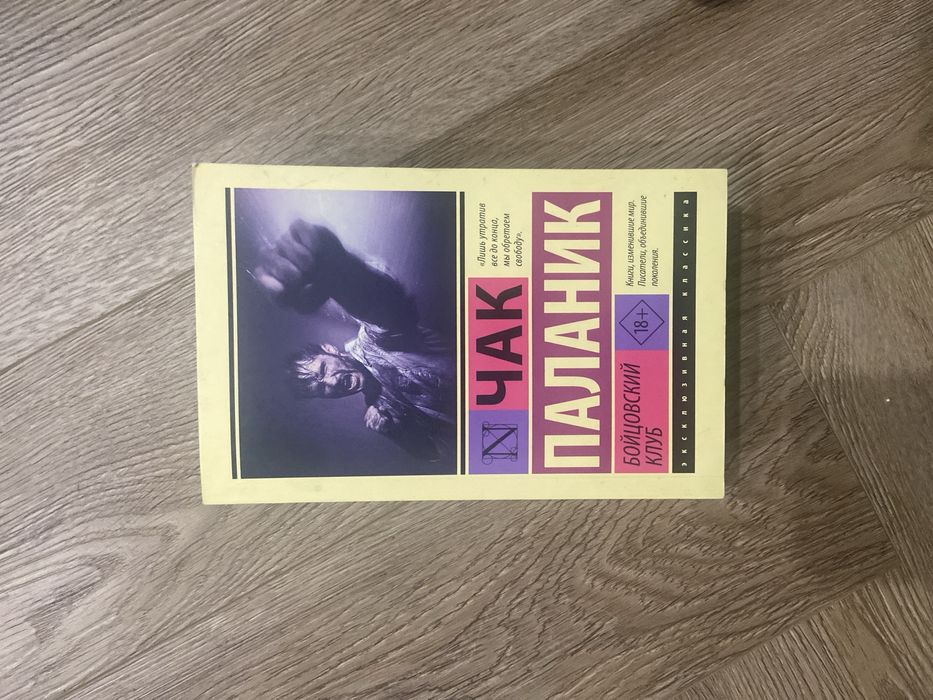 «Лишь утратив
все до конца,
мы обретаем
свободу».
ЧАК
ПАЛАНИК
БОЙЦОВСКИЙ
КЛУБ
18+
Книги, изменившие мир.
Писатели, объединившие
поколения.
эксклюзивная классика